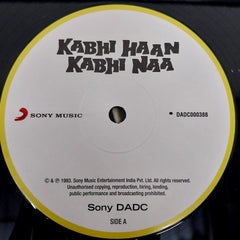 KABHI HAAN
KABHI NAA
SONY MUSIC
DADC000388
© & ℗ 1993. Sony Music Entertainment India Pvt. Ltd. All rights reserved.
Unauthorised copying, reproduction, hiring, lending,
public performance and broadcasting prohibited.
Sony DADC
SIDE A